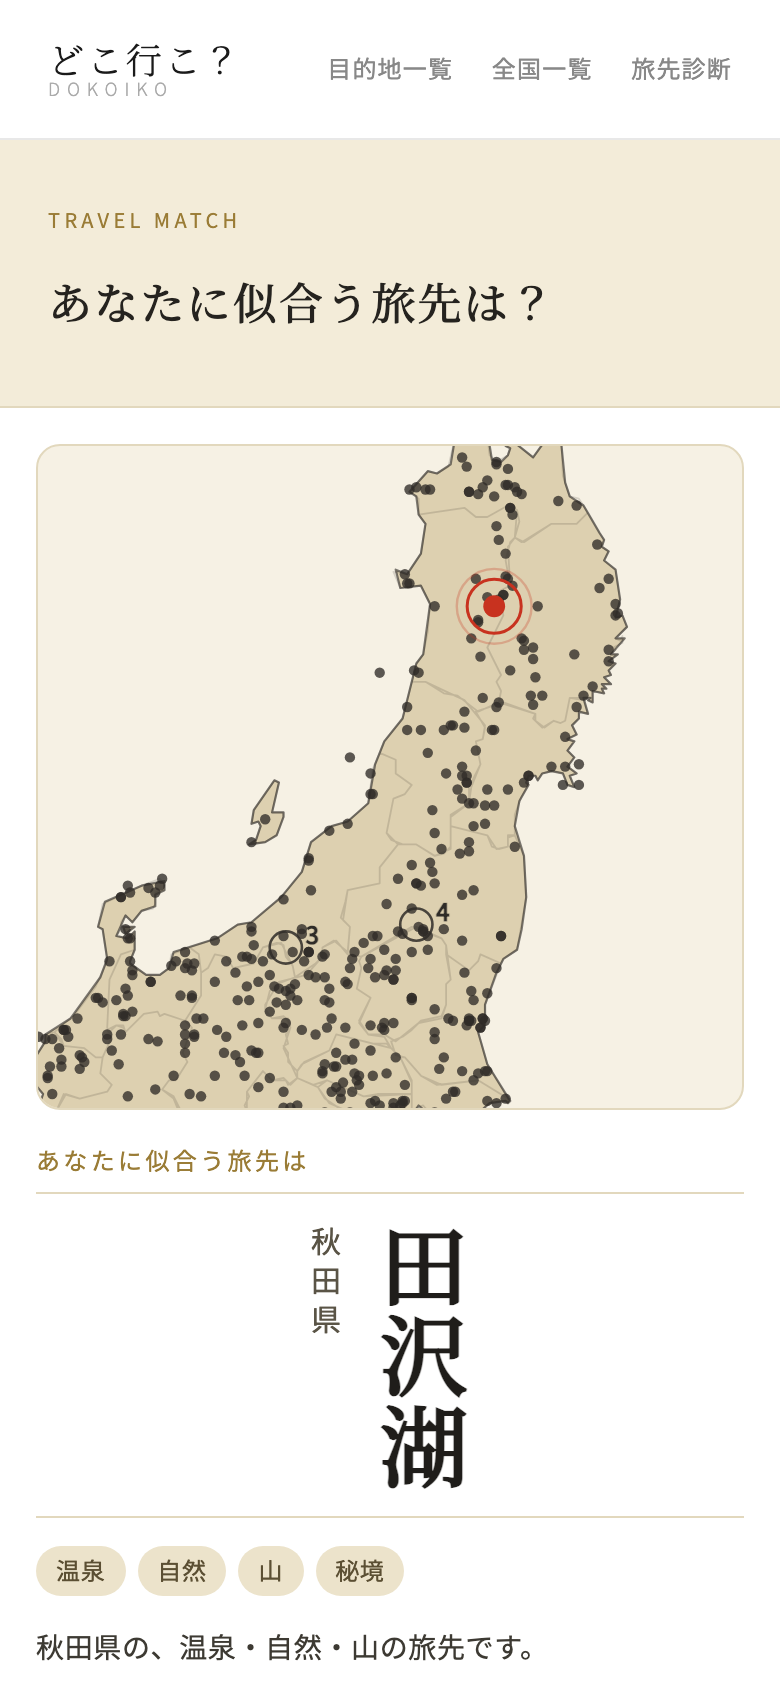 どこ行こ？
DOKOIKO
目的地一覧
全国一覧
旅先診断
TRAVEL MATCH
あなたに似合う旅先は？
4
3
あなたに似合う旅先は
田沢湖
秋田県
温泉
自然
山
秘境
秋田県の、温泉・自然・山の旅先です。